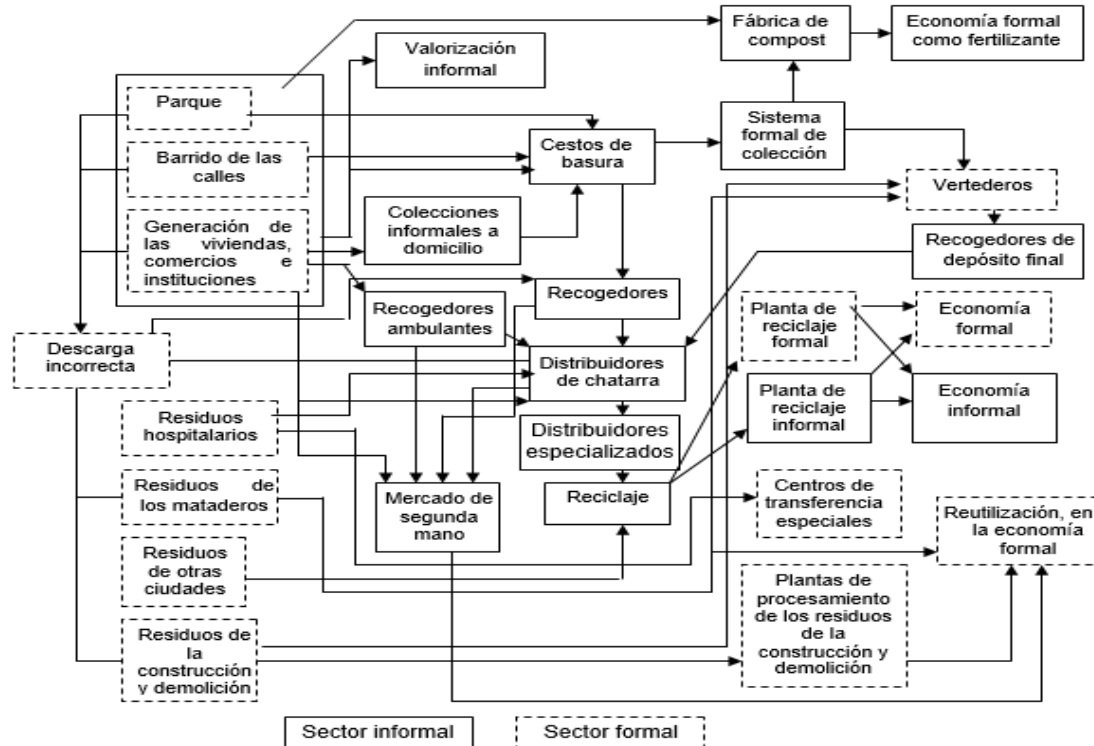 Fábrica de
compost
Economía formal
como fertilizante
Valorización
informal
Parque
Sistema
formal de
colección
Cestos de
basura
Barrido de las
calles
Vertederos
Generación de
las viviendas,
comercios e
instituciones
Colecciones
informales a
domicilio
Recogedores de
depósito final
Recogedores
Recogedores
ambulantes
Planta de
reciclaje
formal
Economía
formal
Descarga
incorrecta
Distribuidores
de chatarra
Planta de
reciclaje
informal
Economía
informal
Residuos
hospitalarios
Distribuidores
especializados
Residuos de
los mataderos
Mercado de
segunda
mano
Reciclaje
Centros de
transferencia
especiales
Reutilización, en
la economía
formal
Residuos
de otras
ciudades
Plantas de
procesamiento
de los residuos
de la
construcción y
demolición
Residuos de
la
construcción
y demolición
Sector informal
Sector formal